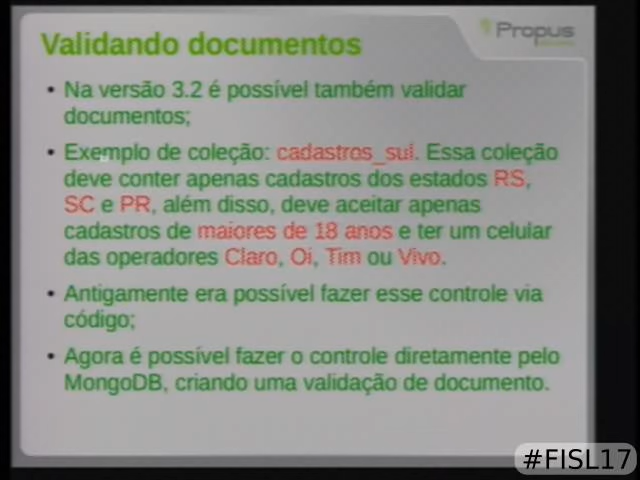 Validando documentos
Propus
• Na versão 3.2 é possível também validar
documentos;
• Exemplo de coleção: cadastros_sul. Essa coleção
deve conter apenas cadastros dos estados RS,
SC e PR, além disso, deve aceitar apenas
cadastros de maiores de 18 anos e ter um celular
das operadores Claro, Oi, Tim ou Vivo.
• Antigamente era possível fazer esse controle via
código;
• Agora é possível fazer o controle diretamente pelo
MongoDB, criando uma validação de documento.
#FISL17